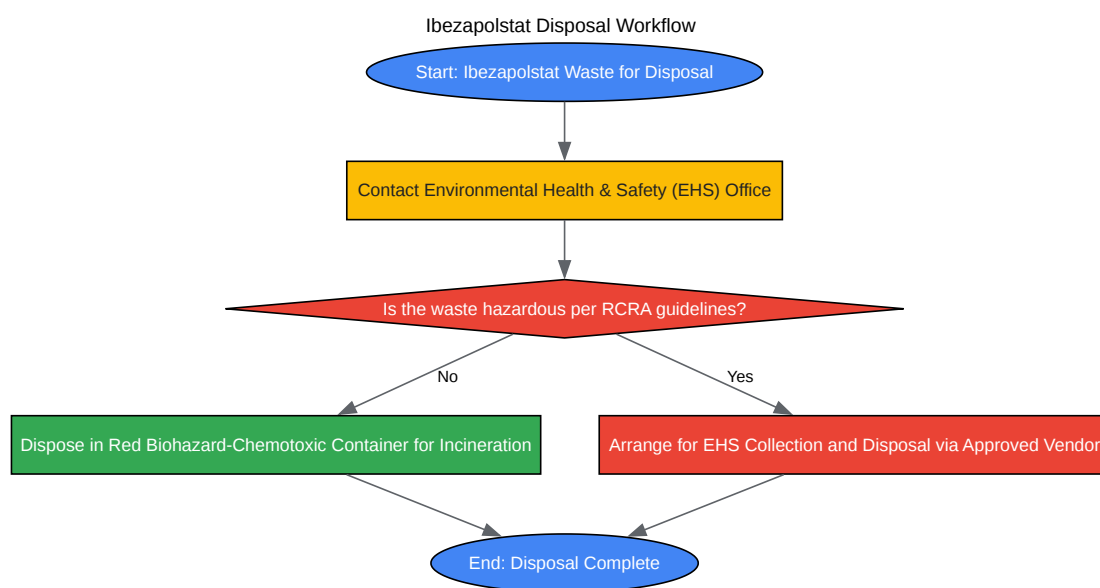 Ibezapolstat Disposal Workflow
Start: Ibezapolstat Waste for Disposal
Contact Environmental Health & Safety (EHS) Office
Is the waste hazardous per RCRA guidelines?
No
Yes
Dispose in Red Biohazard-Chemotoxic Container for Incineration
Arrange for EHS Collection and Disposal via Approved Vendor
End: Disposal Complete